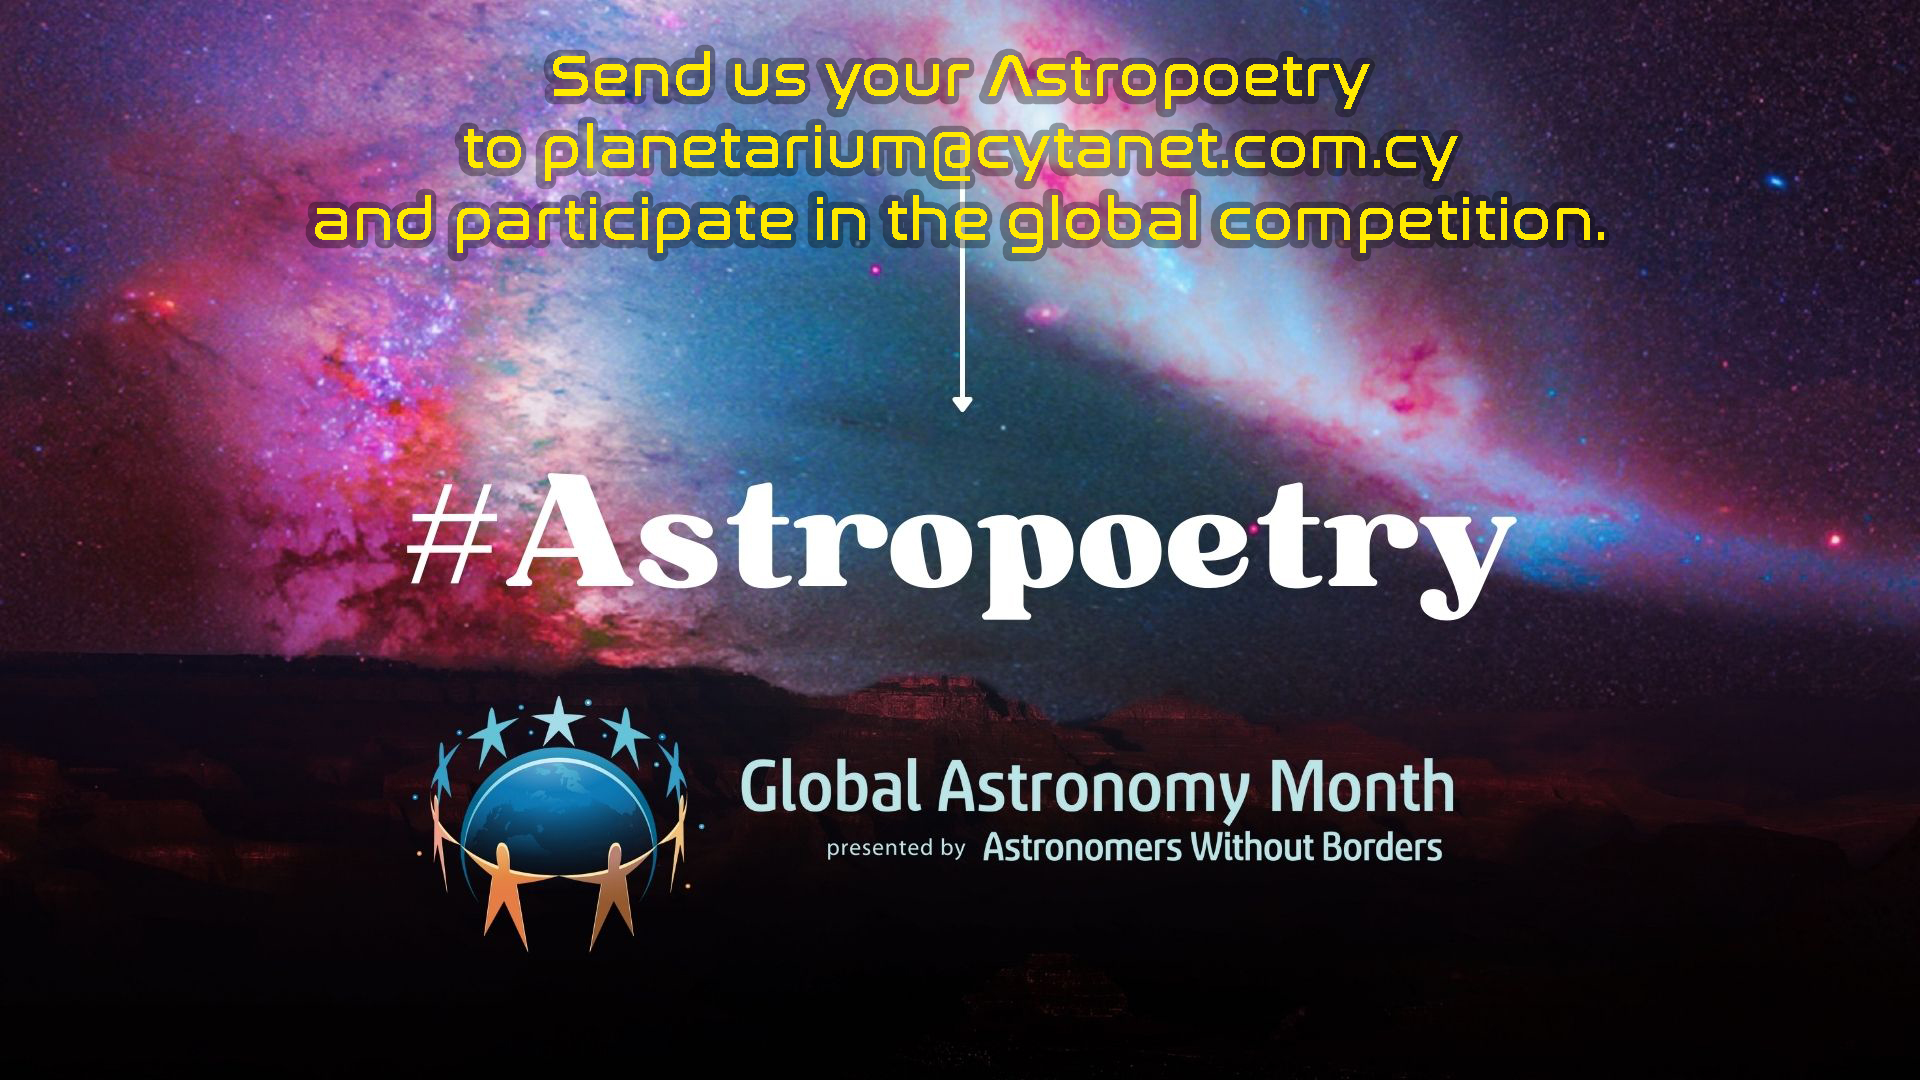 Send us your Astropoetry
to planetarium@cytanet.com.cy
and participate in the global competition.
#Astropoetry
Global Astronomy Month
presented by Astronomers Without Borders